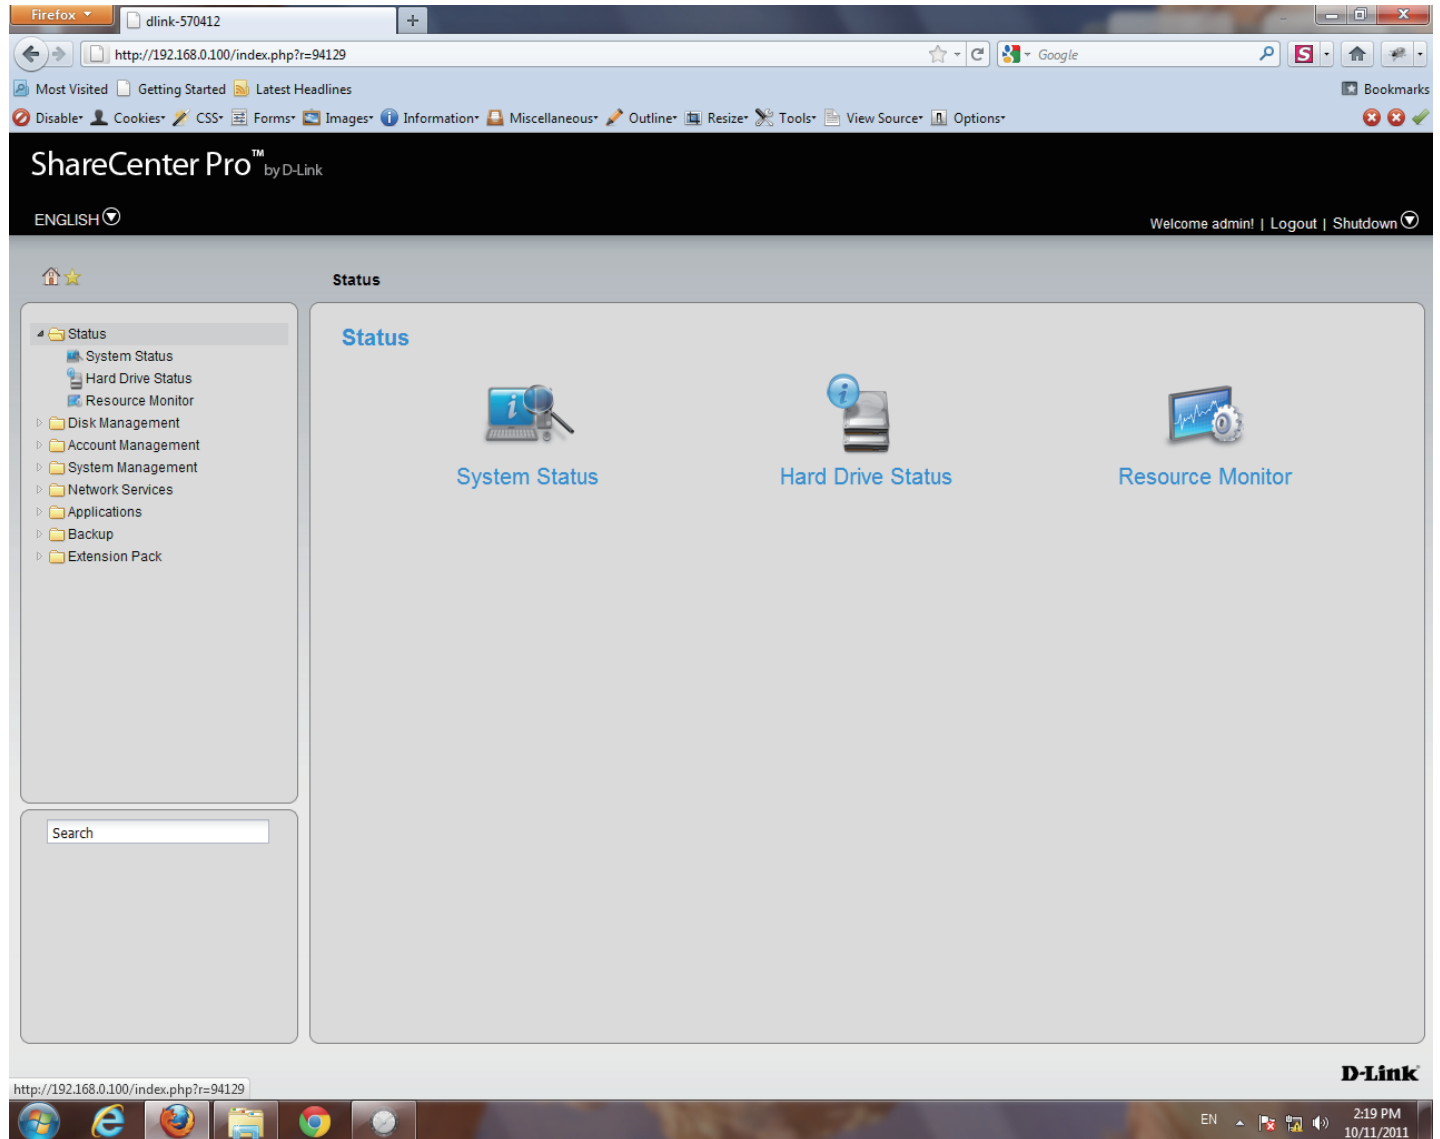 Firefox
dlink-570412
http://192.168.0.100/index.php?r=94129
Google
Most Visited Getting Started Latest Headlines Bookmarks
Disable Cookies CSS Forms Images Information Miscellaneous Outline Resize Tools View Source Options
ShareCenter Pro™ by D-Link
ENGLISH
Welcome admin! | Logout | Shutdown
Status
Status
System Status
Hard Drive Status
Resource Monitor
Disk Management
Account Management
System Management
Network Services
Applications
Backup
Extension Pack
Search
Status
System Status Hard Drive Status Resource Monitor
D-Link
http://192.168.0.100/index.php?r=94129
EN
2:19 PM
10/11/2011